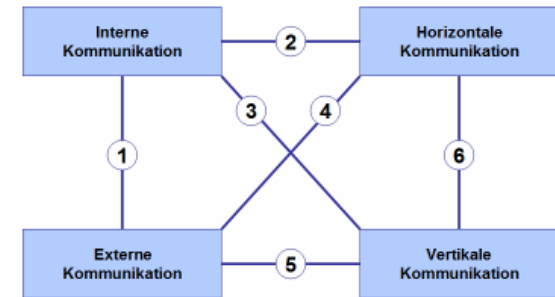 Interne
Kommunikation
2
Horizontale
Kommunikation
3
4
1
6
Externe
Kommunikation
5
Vertikale
Kommunikation